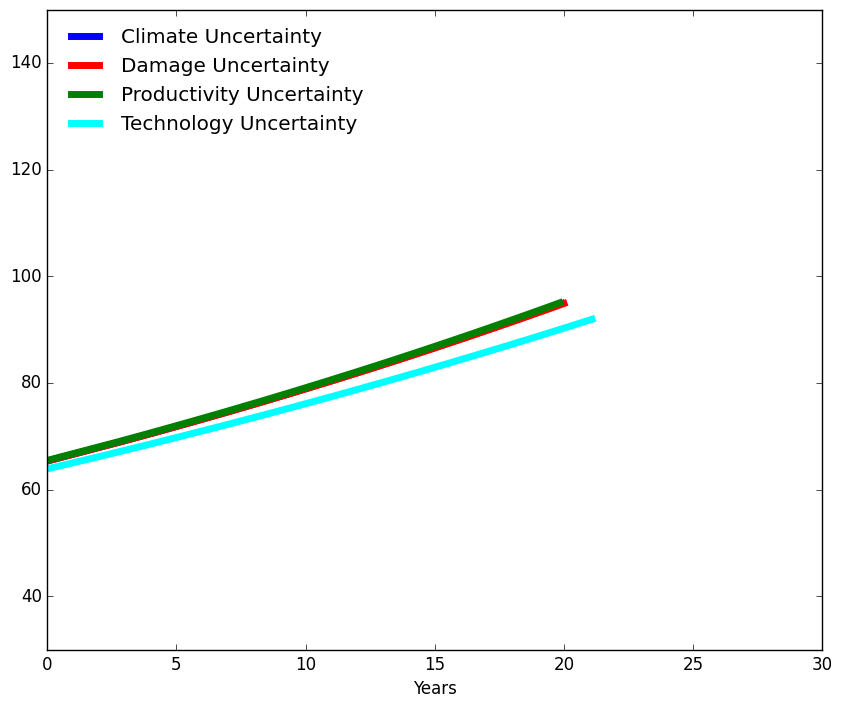 Climate Uncertainty
Damage Uncertainty
Productivity Uncertainty
Technology Uncertainty
140
120
100
80
60
40
0 5 10 15 20 25 30
Years